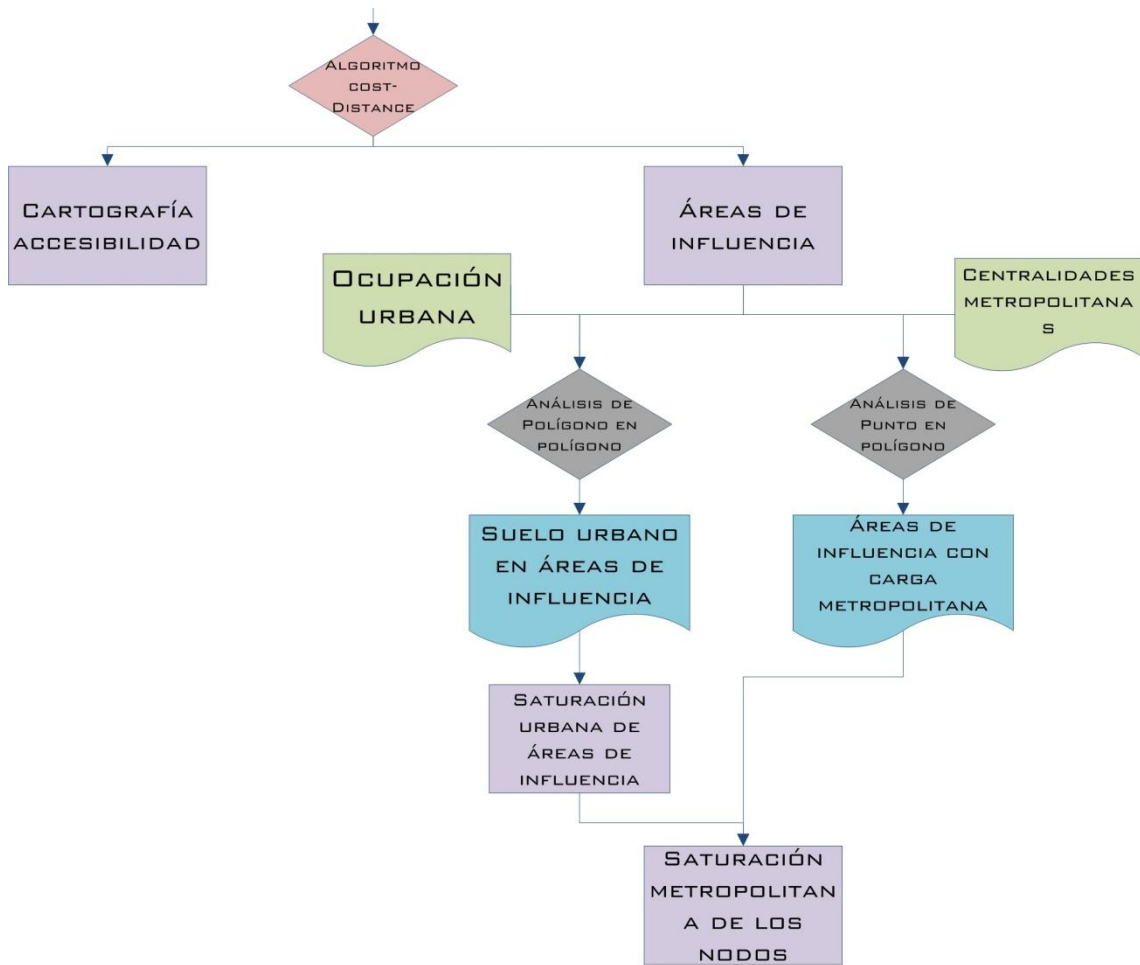 Algoritmo
cost-
Distance
Cartografía
accesibilidad
Áreas de
influencia
Ocupación
urbana
Centralidades
metropolitana
s
Análisis de
Polígono en
polígono
Análisis de
Punto en
polígono
Suelo urbano
en áreas de
influencia
Áreas de
influencia con
carga
metropolitana
Saturación
urbana de
áreas de
influencia
Saturación
metropolitan
a de los
nodos